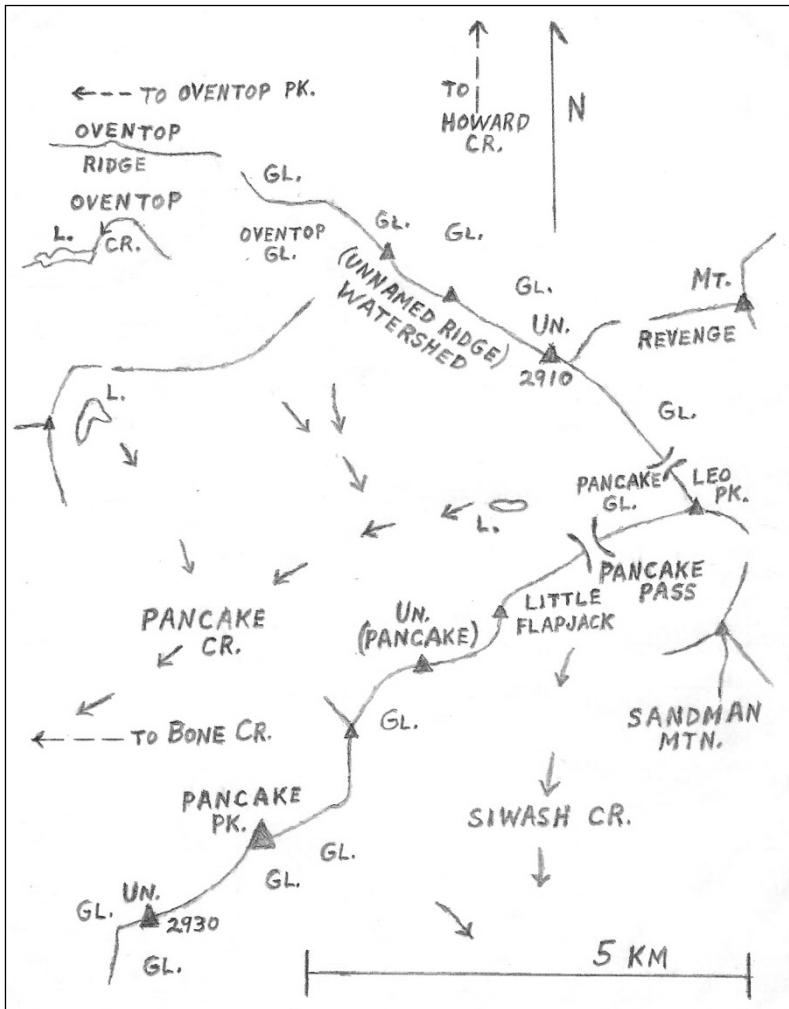 TO OVENTOP PK.
TO
HOWARD
CR.
N
OVENTOP
RIDGE
GL.
OVENTOP
L.
CR.
OVENTOP
GL.
GL.
GL.
GL.
(UNNAMED RIDGE)
WATERSHED
UN.
2910
MT.
REVENGE
L.
GL.
PANCAKE
GL.
LEO
PK.
L.
PANCAKE
PASS
LITTLE
FLAPJACK
UN.
(PANCAKE)
PANCAKE
CR.
SANDMAN
MTN.
GL.
TO BONE CR.
PANCAKE
PK.
SIWASH CR.
GL.
GL.
GL.
UN.
2930
GL.
5 KM